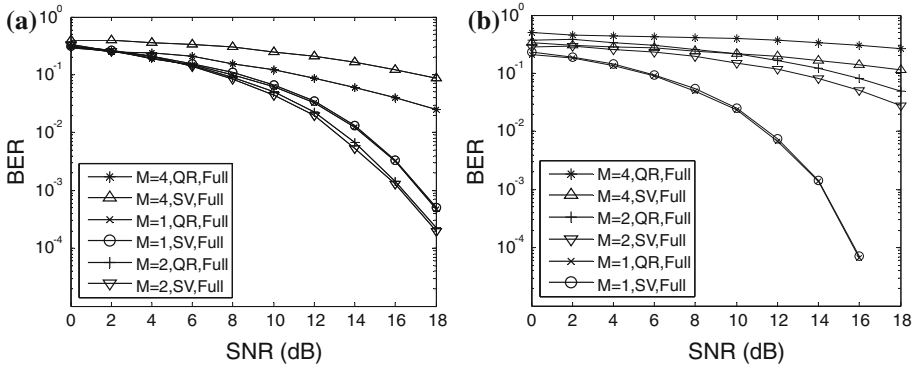 (a)
10^0
10^-1
10^-2
10^-3
10^-4
BER
M=4,QR,Full
M=4,SV,Full
M=1,QR,Full
M=1,SV,Full
M=2,QR,Full
M=2,SV,Full
0 2 4 6 8 10 12 14 16 18
SNR (dB)
(b)
10^0
10^-1
10^-2
10^-3
10^-4
BER
M=4,QR,Full
M=4,SV,Full
M=2,QR,Full
M=2,SV,Full
M=1,QR,Full
M=1,SV,Full
0 2 4 6 8 10 12 14 16 18
SNR (dB)